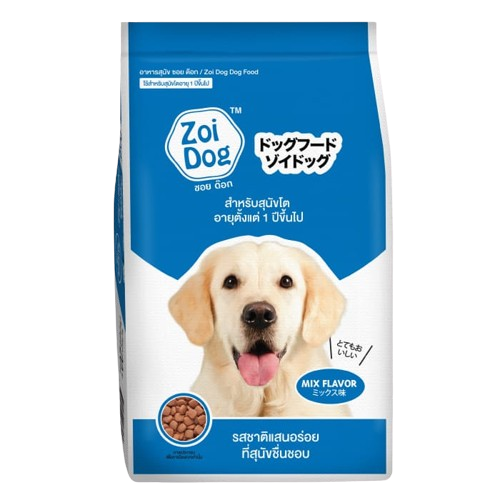 อาหารสุนัข ซอย ด๊อก / Zoi Dog Dog Food
ใช้สำหรับสุนัขโตอายุ 1 ปีขึ้นไป
Zoi
Dog
TM
ซอย ด๊อก
ドッグフード
ゾイドッグ
สำหรับสุนัขโต
อายุตั้งแต่ 1 ปีขึ้นไป
とてもお
いしい
MIX FLAVOR
ミックス味
รสชาติแสนอร่อย
ที่สุนัขชื่นชอบ